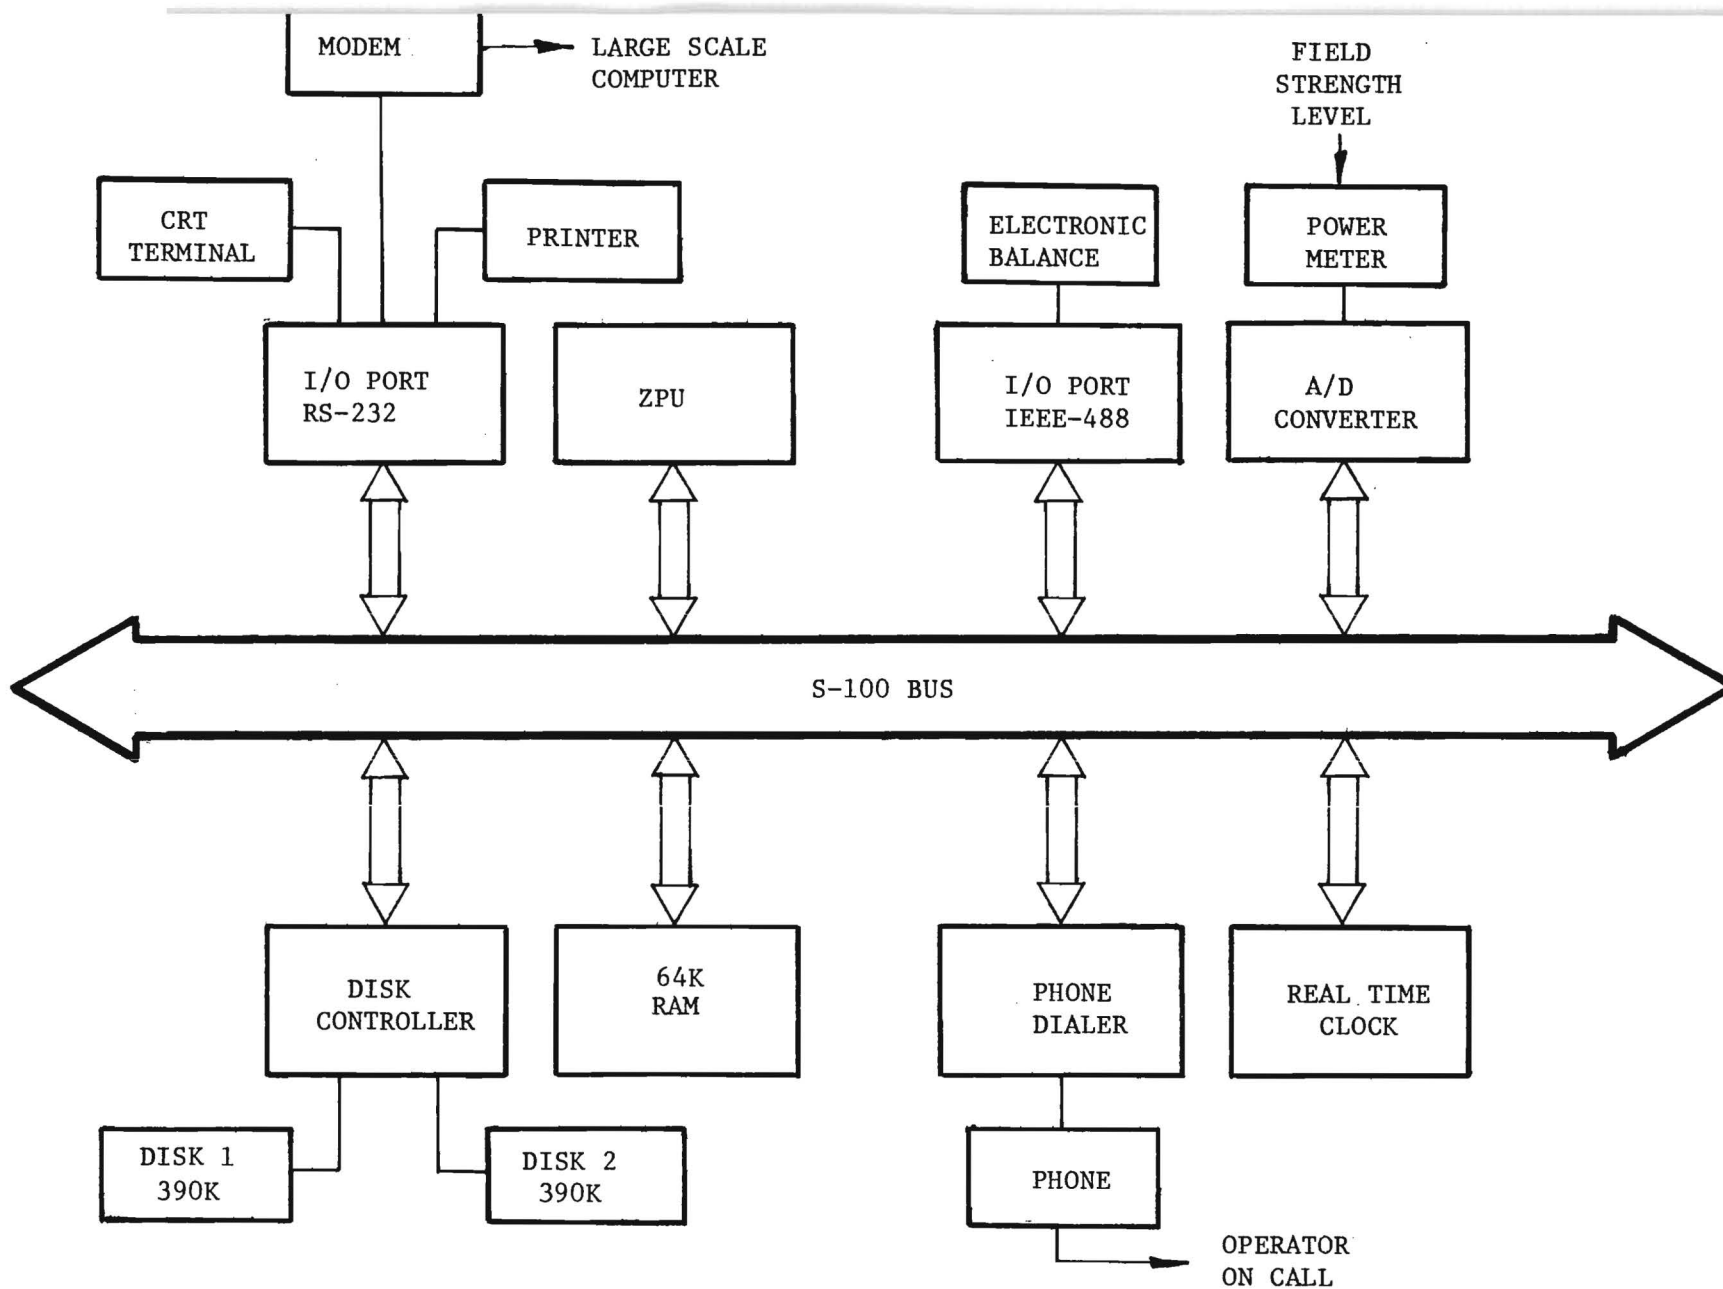 MODEM
LARGE SCALE
COMPUTER
FIELD
STRENGTH
LEVEL
CRT
TERMINAL
PRINTER
ELECTRONIC
BALANCE
POWER
METER
I/O PORT
RS-232
ZPU
I/O PORT
IEEE-488
A/D
CONVERTER
S-100 BUS
DISK
CONTROLLER
64K
RAM
PHONE
DIALER
REAL TIME
CLOCK
DISK 1
390K
DISK 2
390K
PHONE
OPERATOR
ON CALL